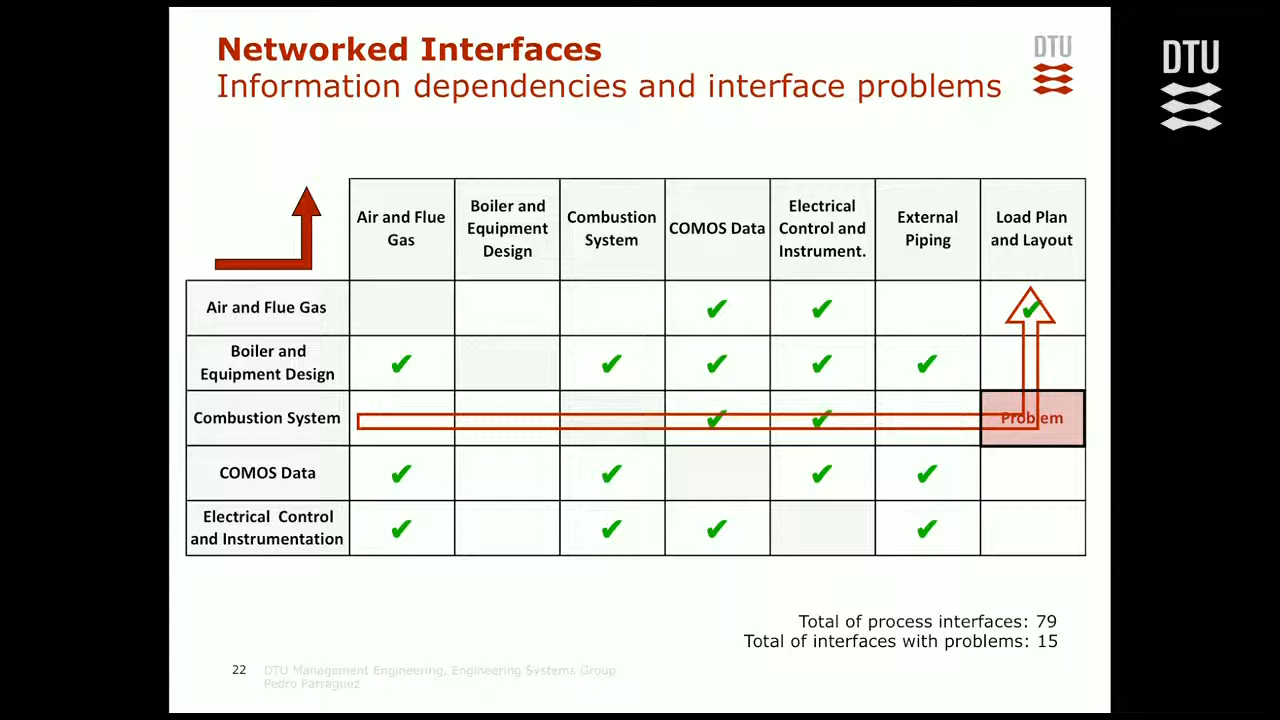 Networked Interfaces
Information dependencies and interface problems
DTU
DTU
Air and Flue
Gas
Boiler and
Equipment
Design
Combustion
System
COMOS Data
Electrical
Control and
Instrument.
External
Piping
Load Plan
and Layout
Air and Flue Gas
✔ ✔ ✔
Boiler and
Equipment Design
✔ ✔ ✔ ✔ ✔
Combustion System
✔ ✔ Problem
COMOS Data
✔ ✔ ✔ ✔
Electrical Control
and Instrumentation
✔ ✔ ✔ ✔
Total of process interfaces: 79
Total of interfaces with problems: 15
22 DTU Management Engineering, Engineering Systems Group
Pedro Parraguez